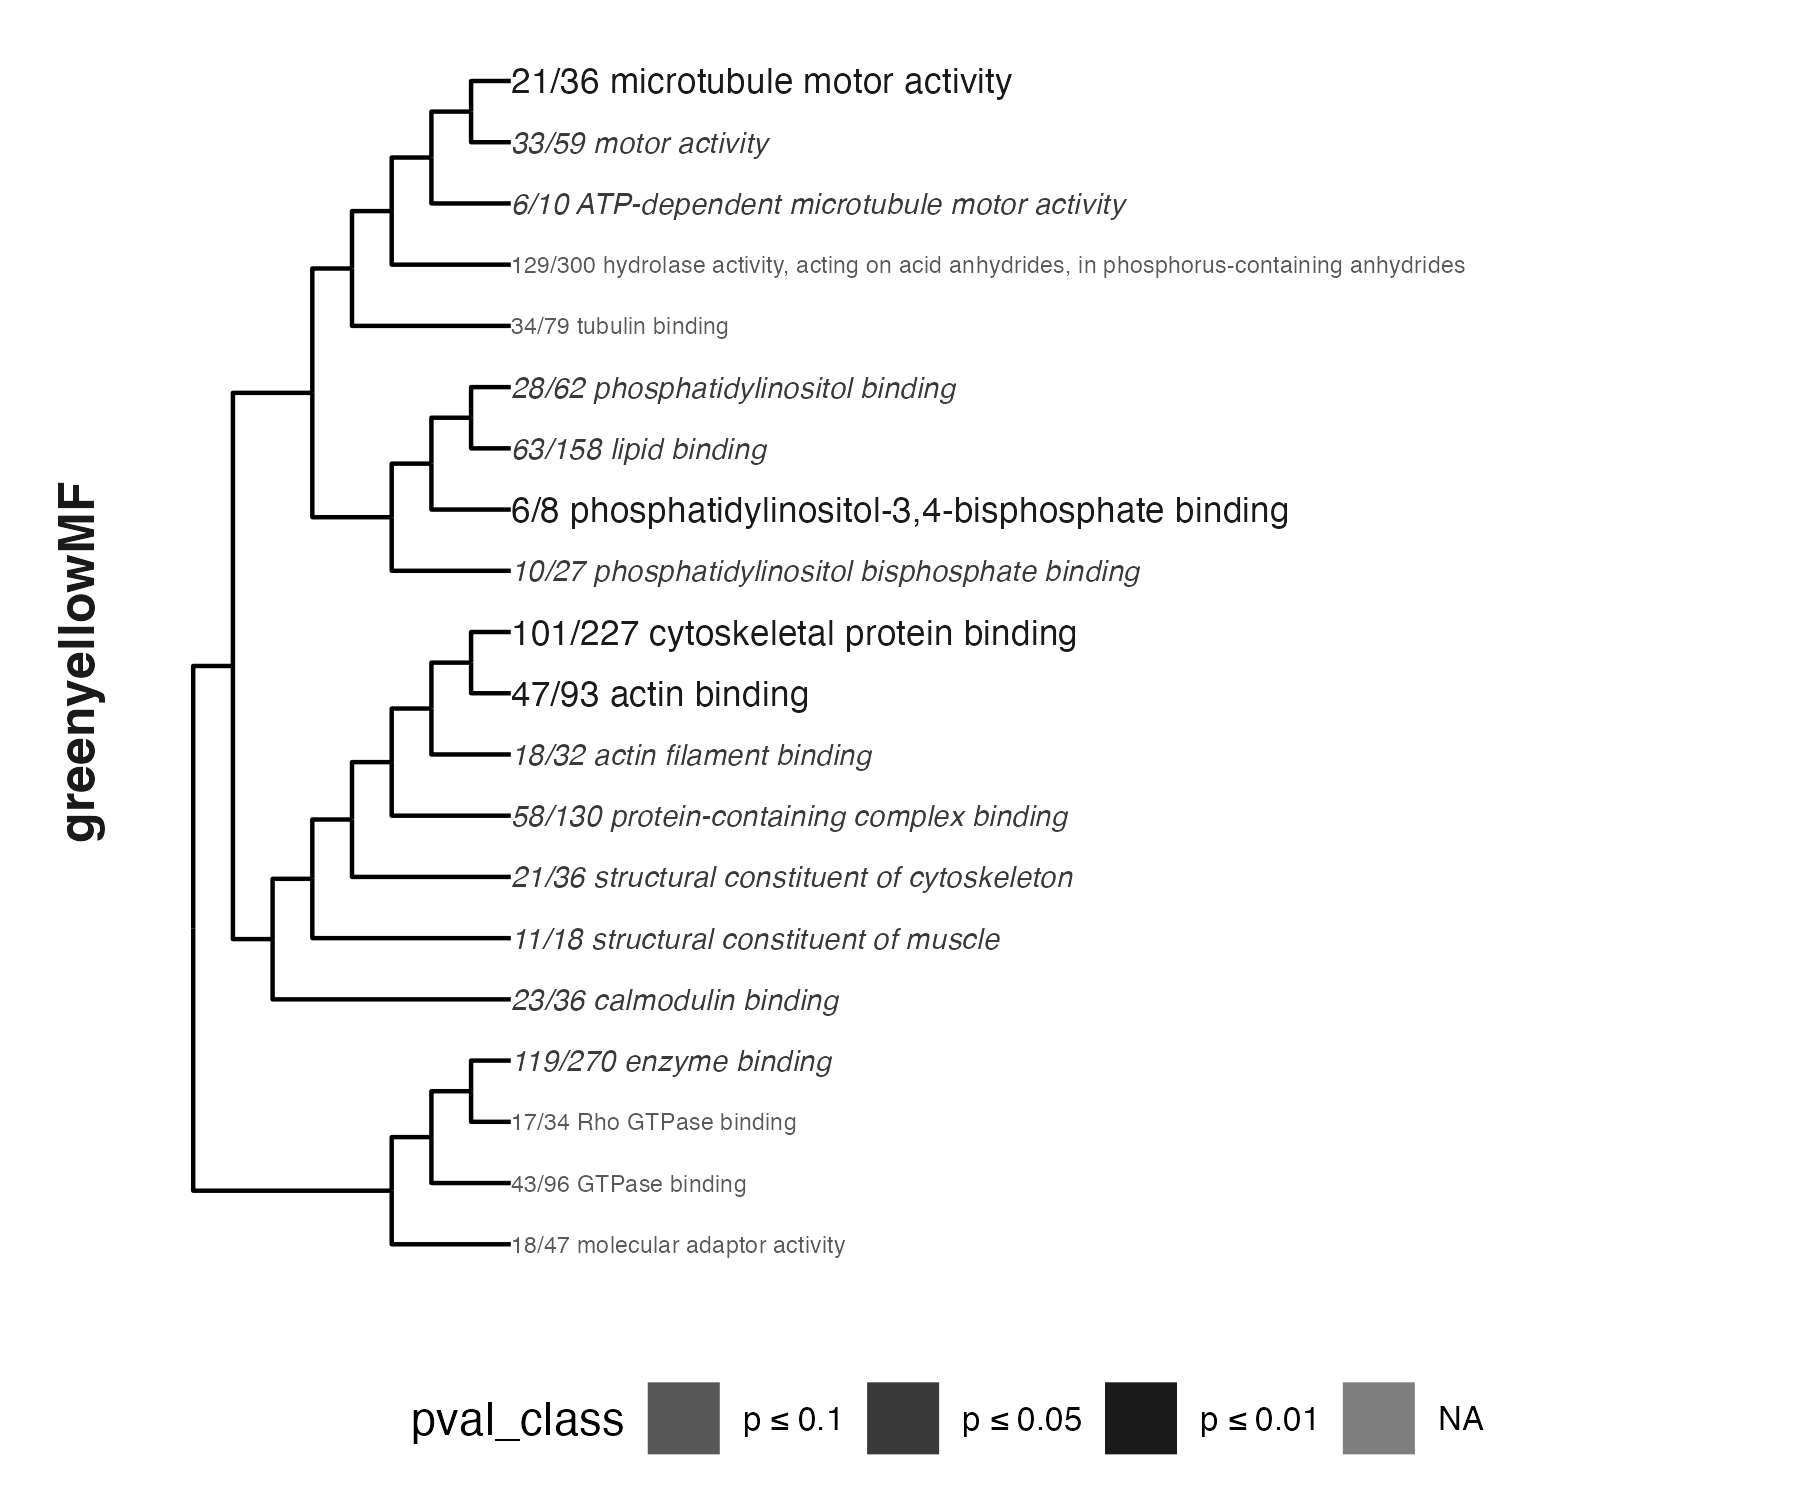 greenyellowMF
21/36 microtubule motor activity
33/59 motor activity
6/10 ATP-dependent microtubule motor activity
129/300 hydrolase activity, acting on acid anhydrides, in phosphorus-containing anhydrides
34/79 tubulin binding
28/62 phosphatidylinositol binding
63/158 lipid binding
6/8 phosphatidylinositol-3,4-bisphosphate binding
10/27 phosphatidylinositol bisphosphate binding
101/227 cytoskeletal protein binding
47/93 actin binding
18/32 actin filament binding
58/130 protein-containing complex binding
21/36 structural constituent of cytoskeleton
11/18 structural constituent of muscle
23/36 calmodulin binding
119/270 enzyme binding
17/34 Rho GTPase binding
43/96 GTPase binding
18/47 molecular adaptor activity
pval_class p ≤ 0.1 p ≤ 0.05 p ≤ 0.01 NA